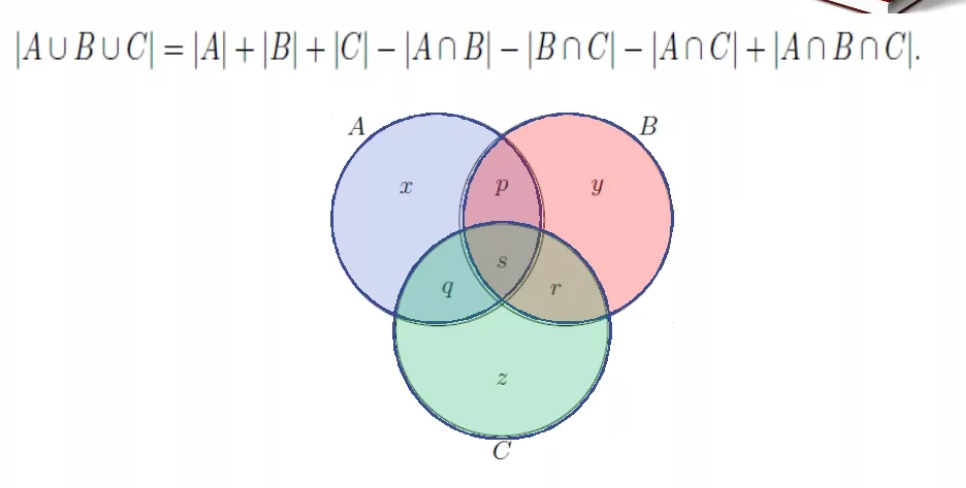 |A∪B∪C| = |A| + |B| + |C| − |A∩B| − |B∩C| − |A∩C| + |A∩B∩C|.
A B
x p y
s
q r
z
C